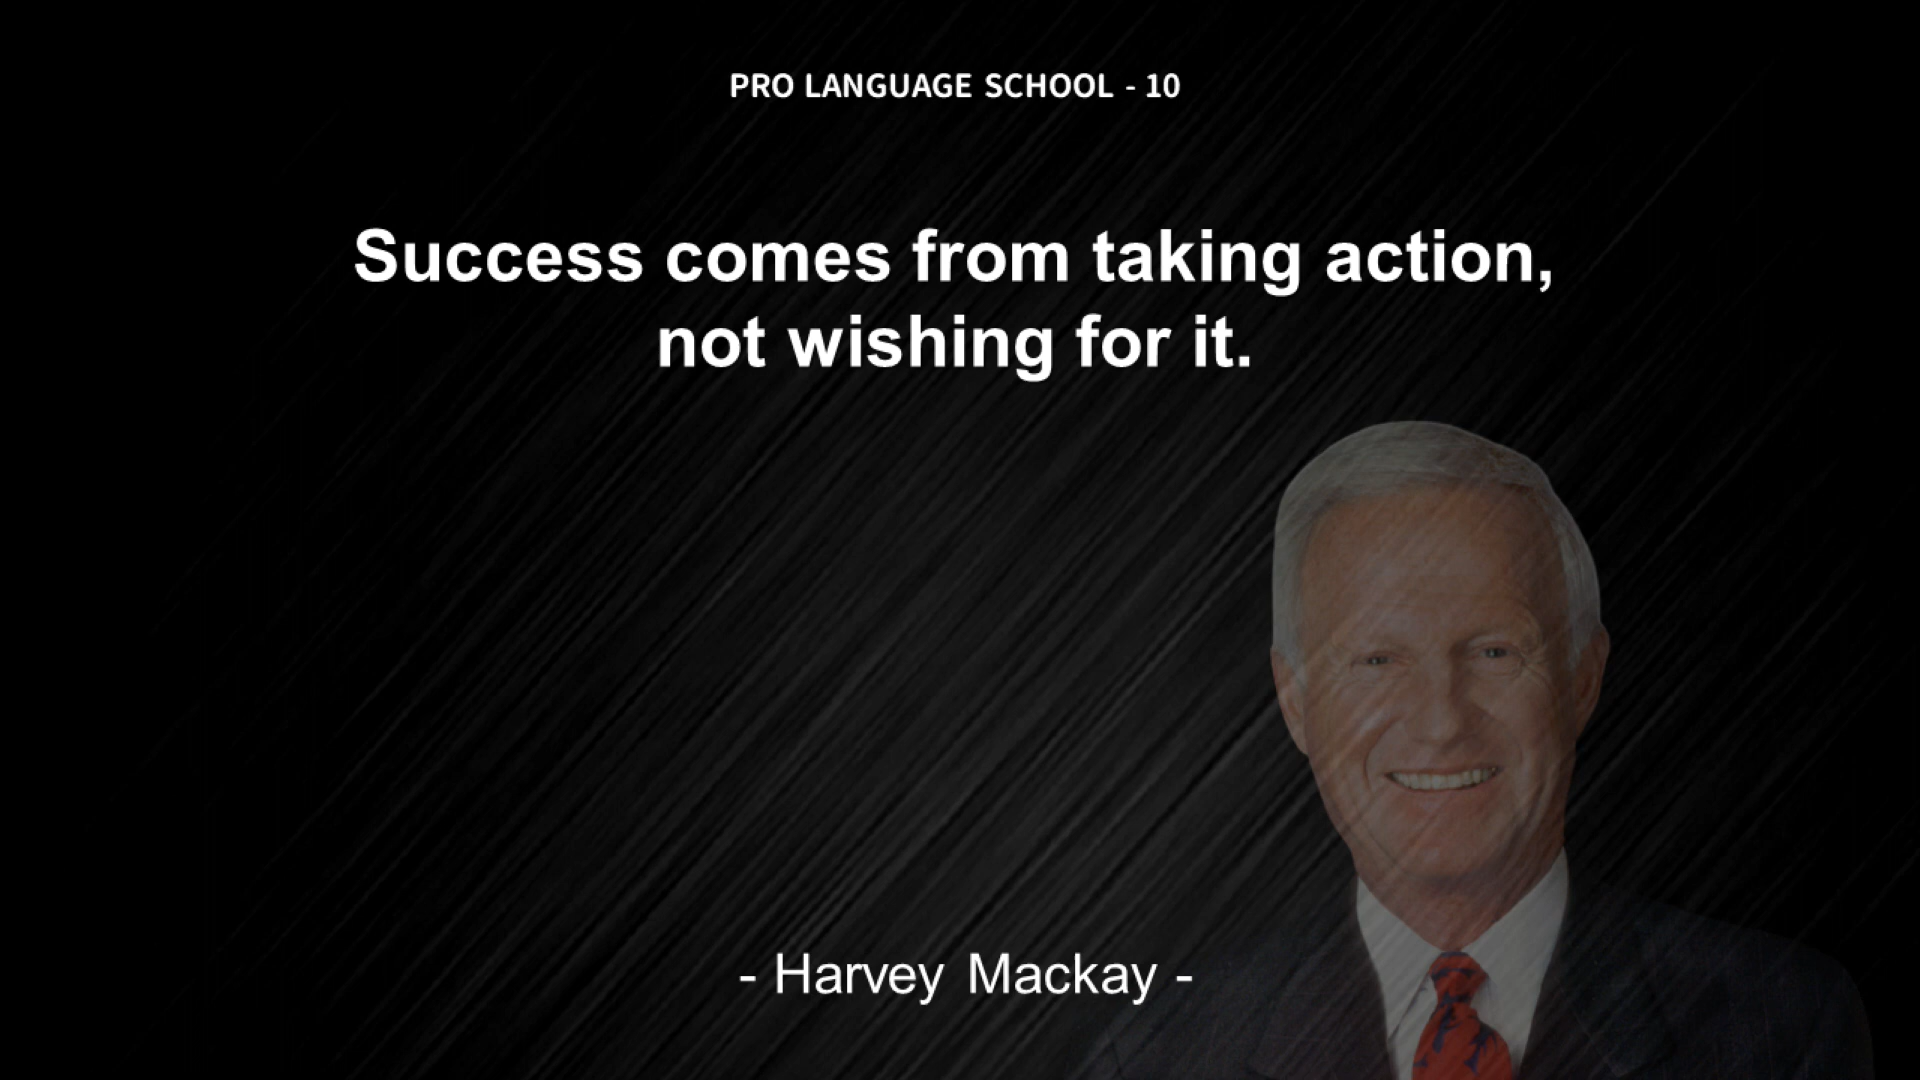 PRO LANGUAGE SCHOOL - 10
Success comes from taking action,
not wishing for it.
- Harvey Mackay -